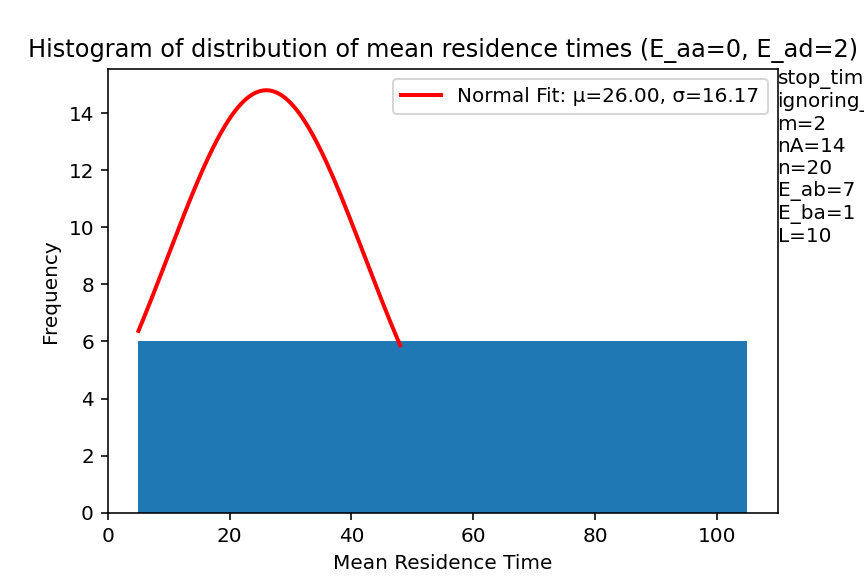 Histogram of distribution of mean residence times (E_aa=0, E_ad=2)
Normal Fit: μ=26.00, σ=16.17
stop_tim
ignoring_
m=2
nA=14
n=20
E_ab=7
E_ba=1
L=10
Frequency
14
12
10
8
6
4
2
0
0 20 40 60 80 100
Mean Residence Time